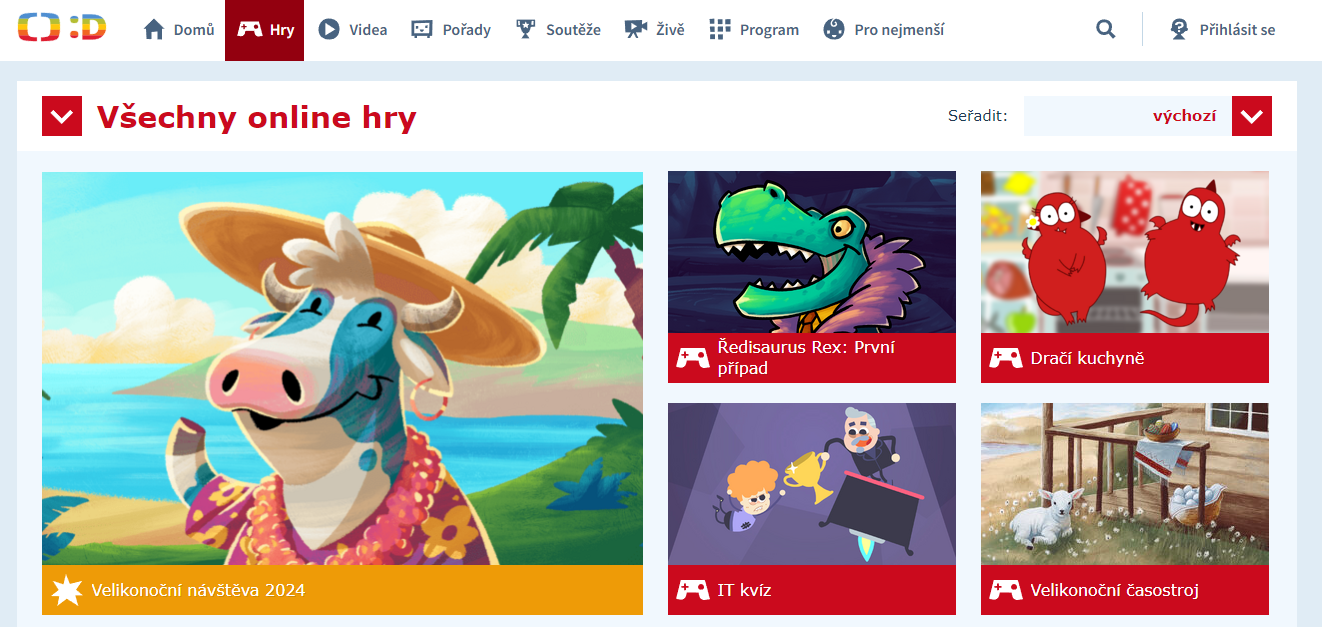 :D
Domů
Hry
Videa
Pořady
Soutěže
Živě
Program
Pro nejmenší
Přihlásit se
Všechny online hry
Seřadit:
výchozí
Velikonoční návštěva 2024
Ředisaurus Rex: První
případ
Dračí kuchyně
IT kvíz
Velikonoční časostroj